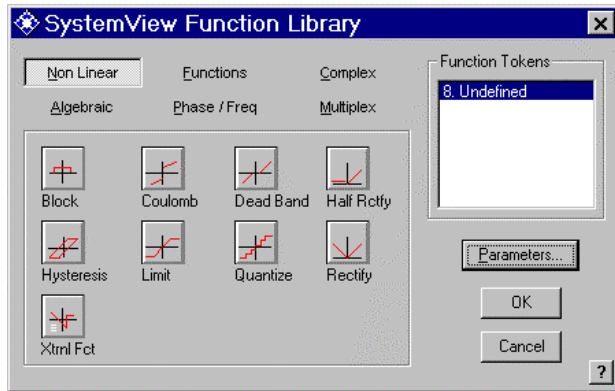 SystemView Function Library
Non Linear Functions Complex
Algebraic Phase / Freq Multiplex
Block Coulomb Dead Band Half Rctfy
Hysteresis Limit Quantize Rectify
Xtrnl Fct
Function Tokens
8. Undefined
Parameters...
OK
Cancel
?